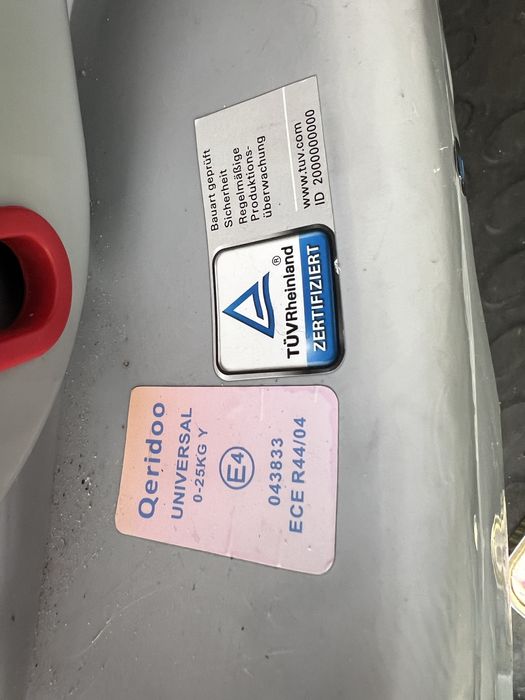 Bauart geprüft
Sicherheit
Regelmäßige
Produktions-
überwachung
www.tuv.com
ID 2000000000
TÜVRheinland®
ZERTIFIZIERT
Qeridoo
UNIVERSAL
0-25KG Y
E4
043833
ECE R44/04